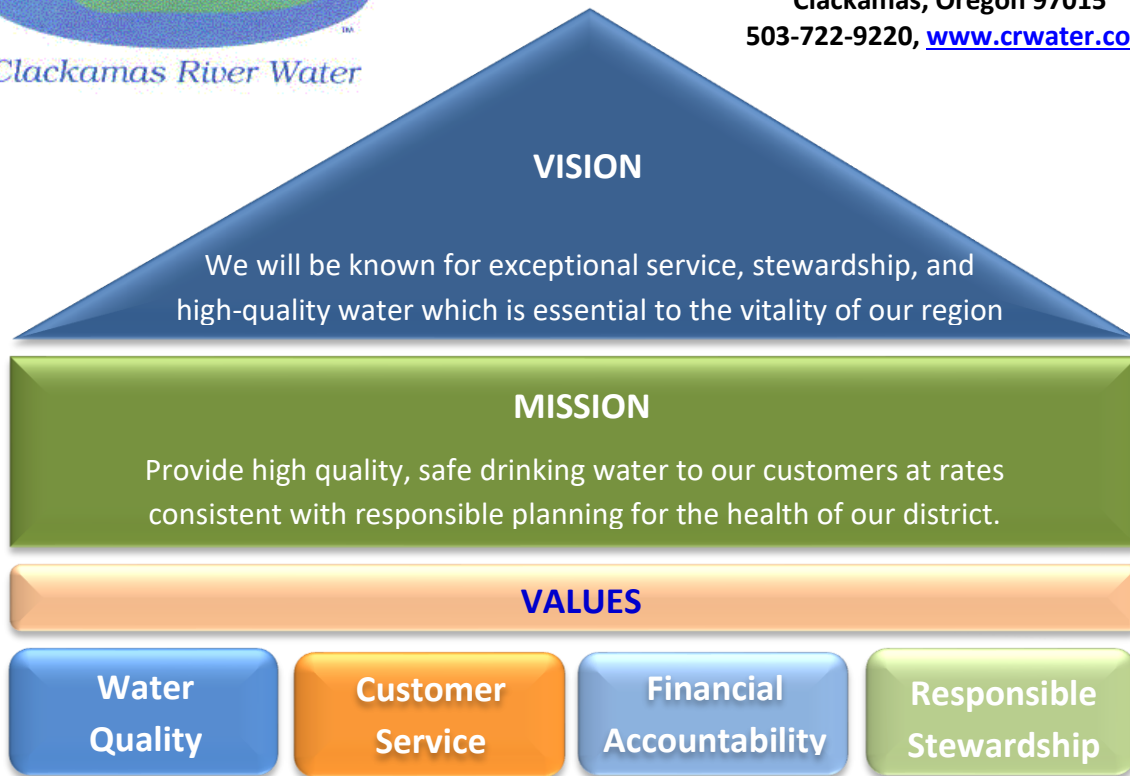 Clackamas, Oregon 97015
503-722-9220, www.crwater.co
TM
Clackamas River Water
VISION
We will be known for exceptional service, stewardship, and
high-quality water which is essential to the vitality of our region
MISSION
Provide high quality, safe drinking water to our customers at rates
consistent with responsible planning for the health of our district.
VALUES
Water
Quality
Customer
Service
Financial
Accountability
Responsible
Stewardship